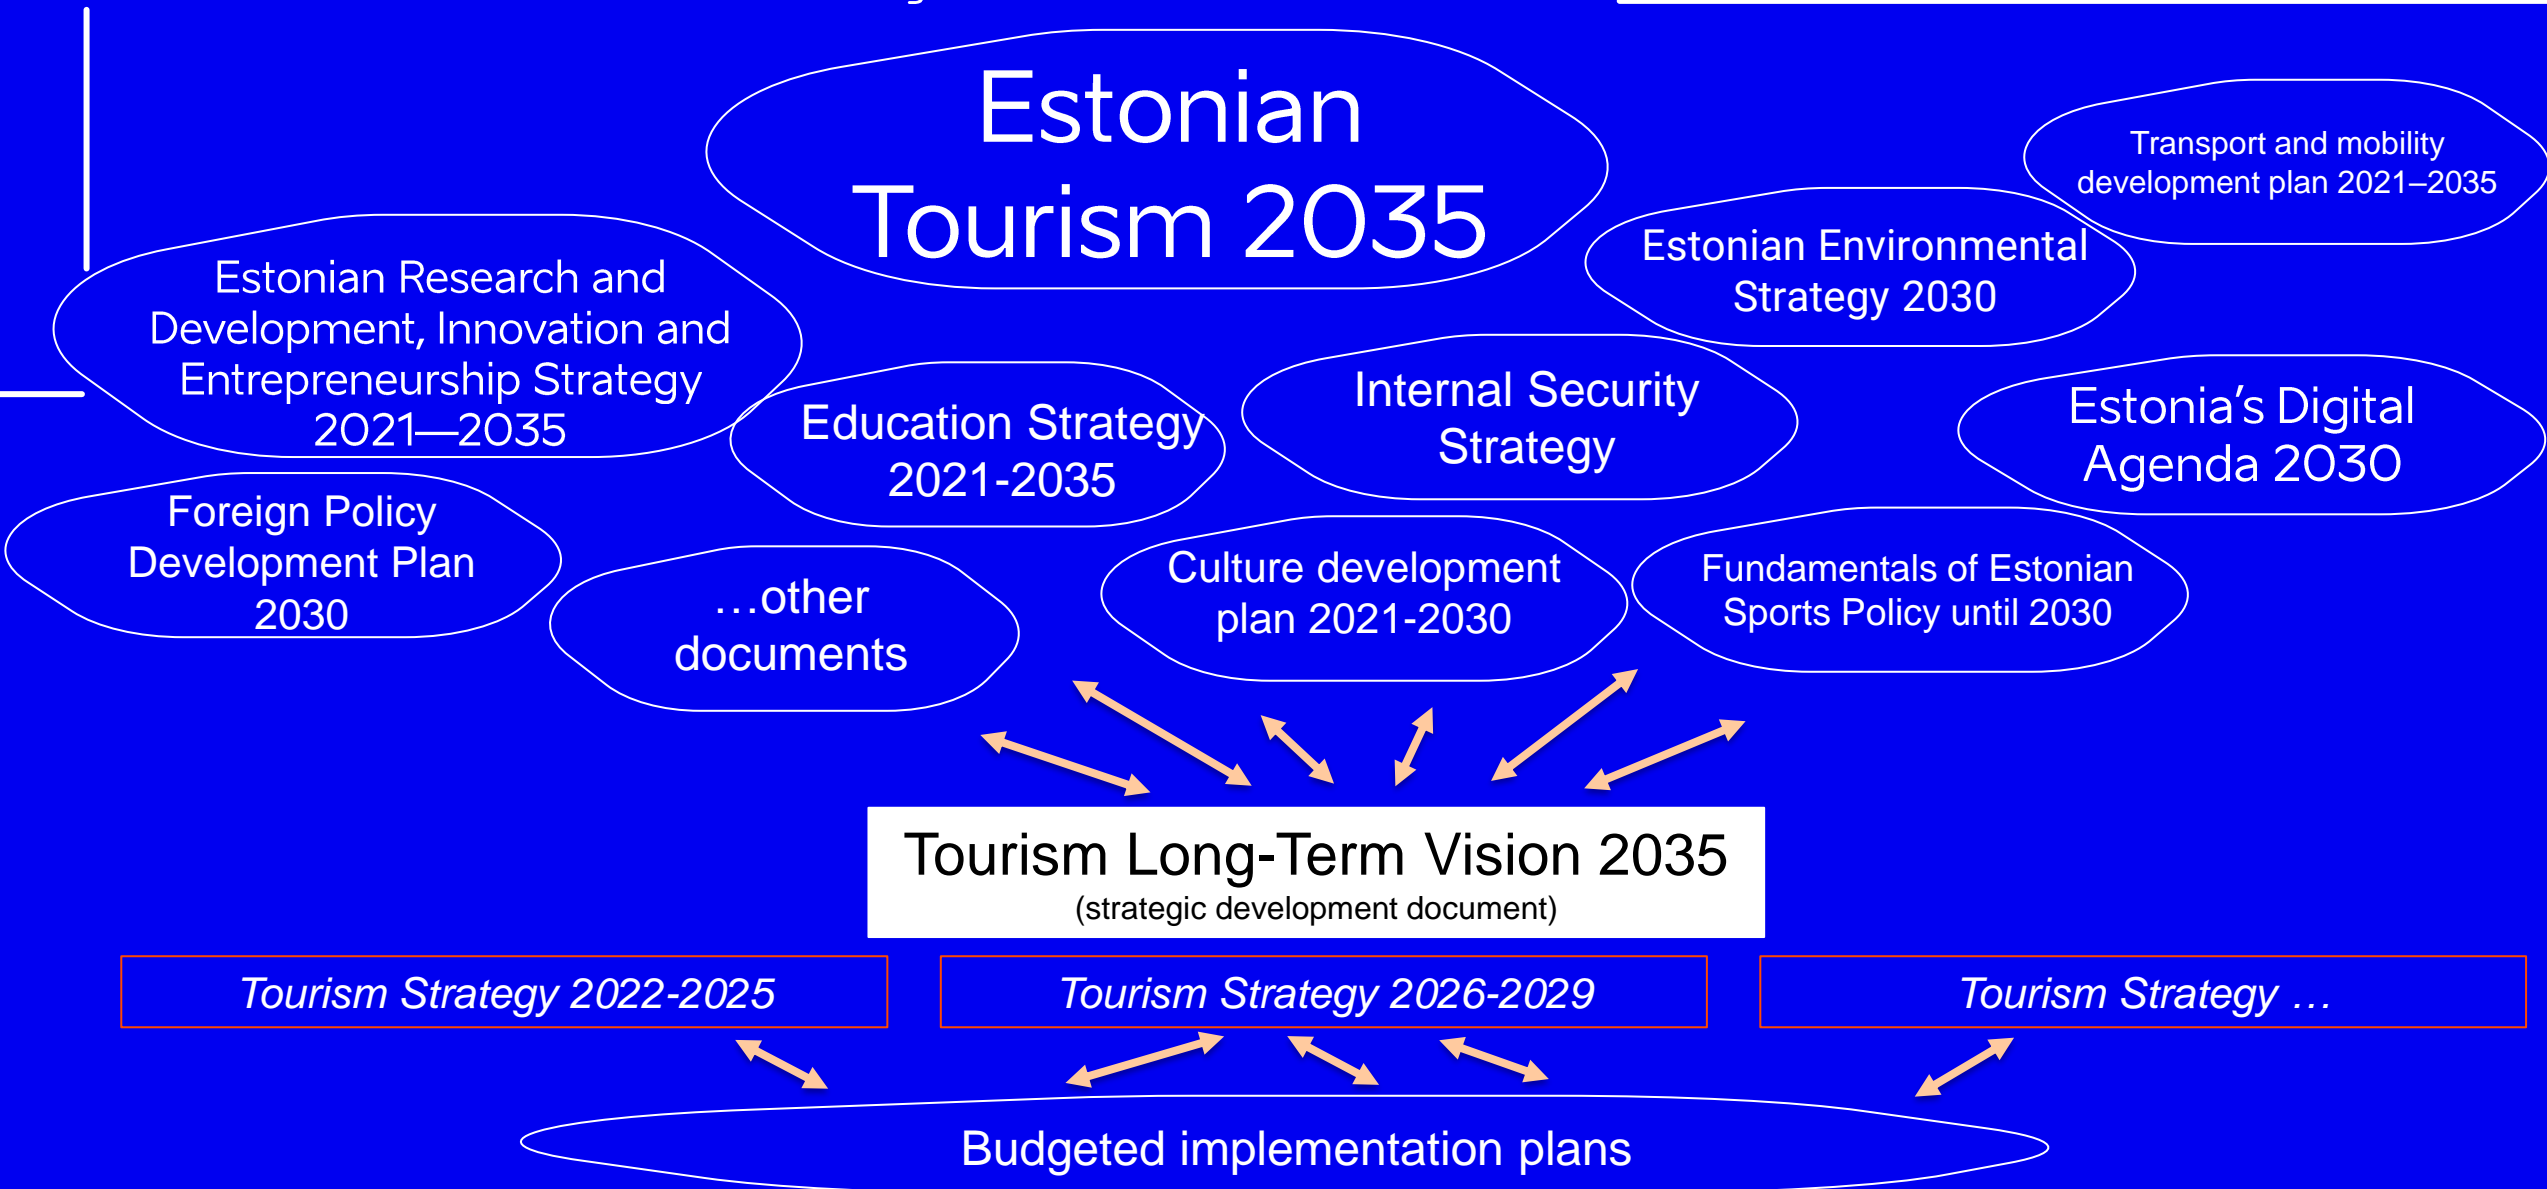 Estonian
Tourism 2035
Transport and mobility
development plan 2021–2035
Estonian Environmental
Strategy 2030
Estonian Research and
Development, Innovation and
Entrepreneurship Strategy
2021—2035
Education Strategy
2021-2035
Internal Security
Strategy
Estonia’s Digital
Agenda 2030
Foreign Policy
Development Plan
2030
…other
documents
Culture development
plan 2021-2030
Fundamentals of Estonian
Sports Policy until 2030
Tourism Long-Term Vision 2035
(strategic development document)
Tourism Strategy 2022-2025
Tourism Strategy 2026-2029
Tourism Strategy …
Budgeted implementation plans